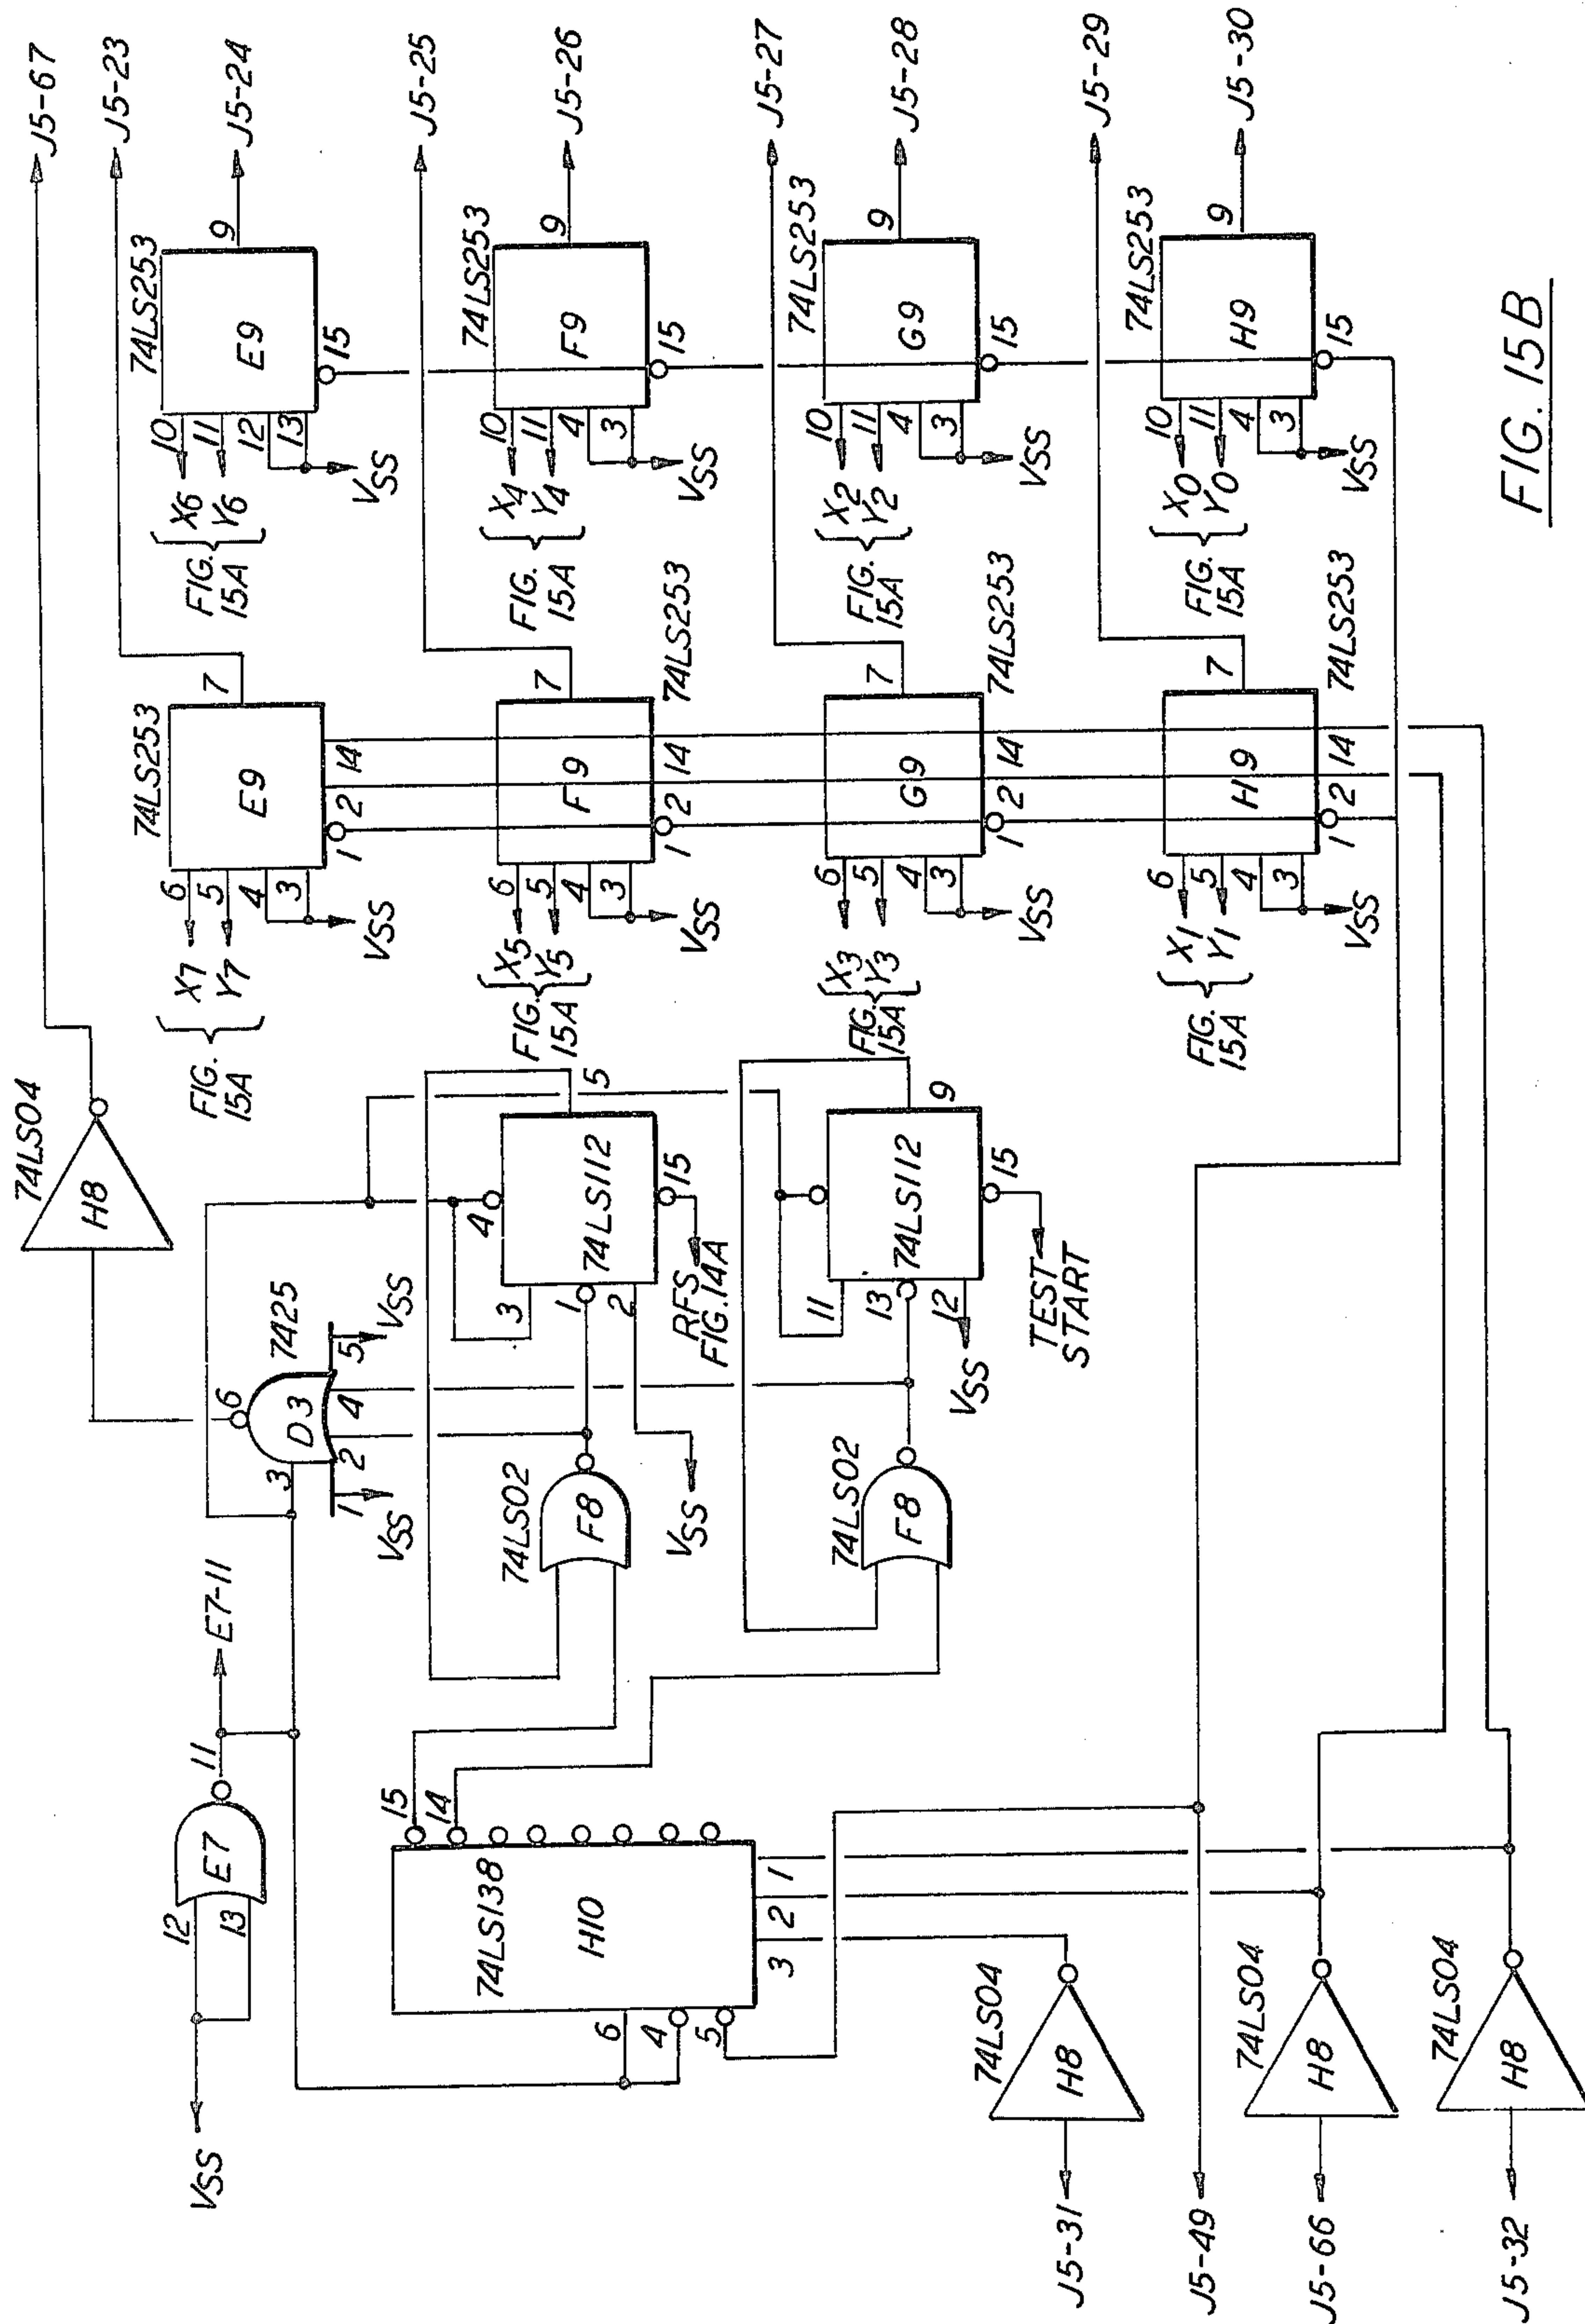 J5-67
J5-23
J5-24
J5-25
J5-26
J5-27
J5-28
J5-29
J5-30
74LS253
E9
9
10
11
12
13
15
X6
Y6
FIG.
15A
VSS
74LS253
F9
9
10
11
4
3
15
X4
Y4
FIG.
15A
VSS
74LS253
G9
9
10
11
4
3
15
X2
Y2
FIG.
15A
VSS
74LS253
H9
9
10
11
4
3
15
X0
Y0
FIG.
15A
VSS
74LS253
E9
7
6
5
4
3
1
2
14
X7
Y7
FIG.
15A
VSS
74LS253
F9
7
6
5
4
3
1
2
14
X5
Y5
FIG.
15A
VSS
74LS253
G9
7
6
5
4
3
1
2
14
X3
Y3
FIG.
15A
VSS
74LS253
H9
7
6
5
4
3
1
2
14
X1
Y1
FIG.
15A
VSS
74LS04
H8
7425
D3
6
3
1
2
4
5
VSS
VSS
74LS112
5
4
3
1
2
15
RFS
FIG.14A
VSS
74LS112
9
11
13
12
15
VSS
TEST
START
74LS02
F8
74LS02
F8
E7-11
11
E7
12
13
VSS
74LS138
H10
15
14
6
4
5
3
2
1
74LS04
H8
74LS04
H8
74LS04
H8
J5-31
J5-49
J5-66
J5-32
FIG. 15B